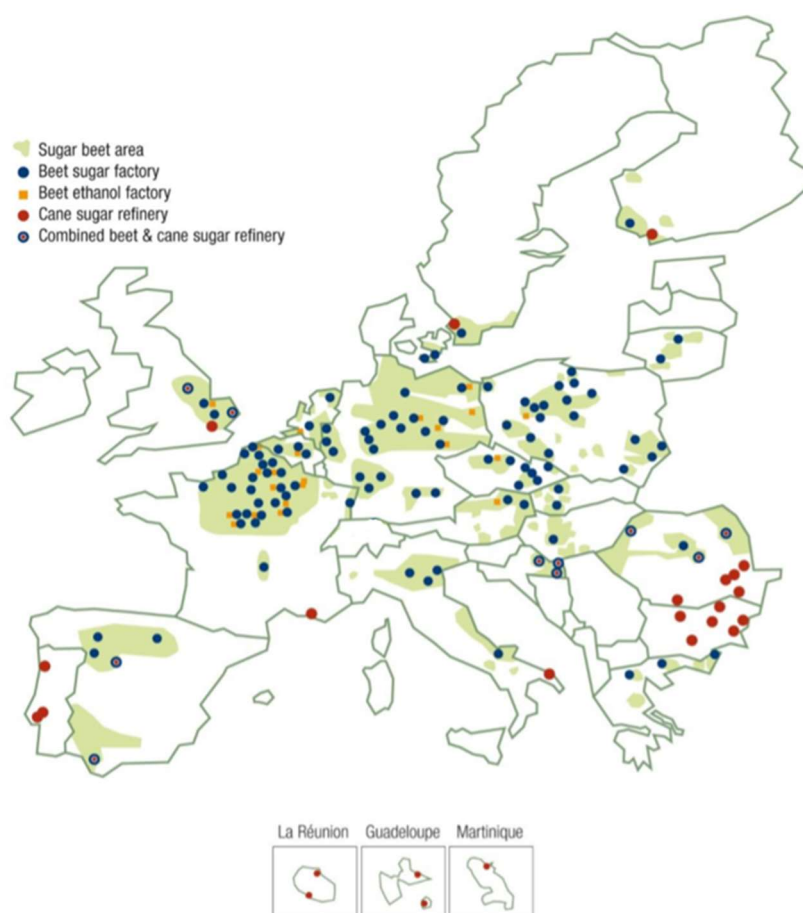 Sugar beet area
Beet sugar factory
Beet ethanol factory
Cane sugar refinery
Combined beet & cane sugar refinery
La Réunion
Guadeloupe
Martinique